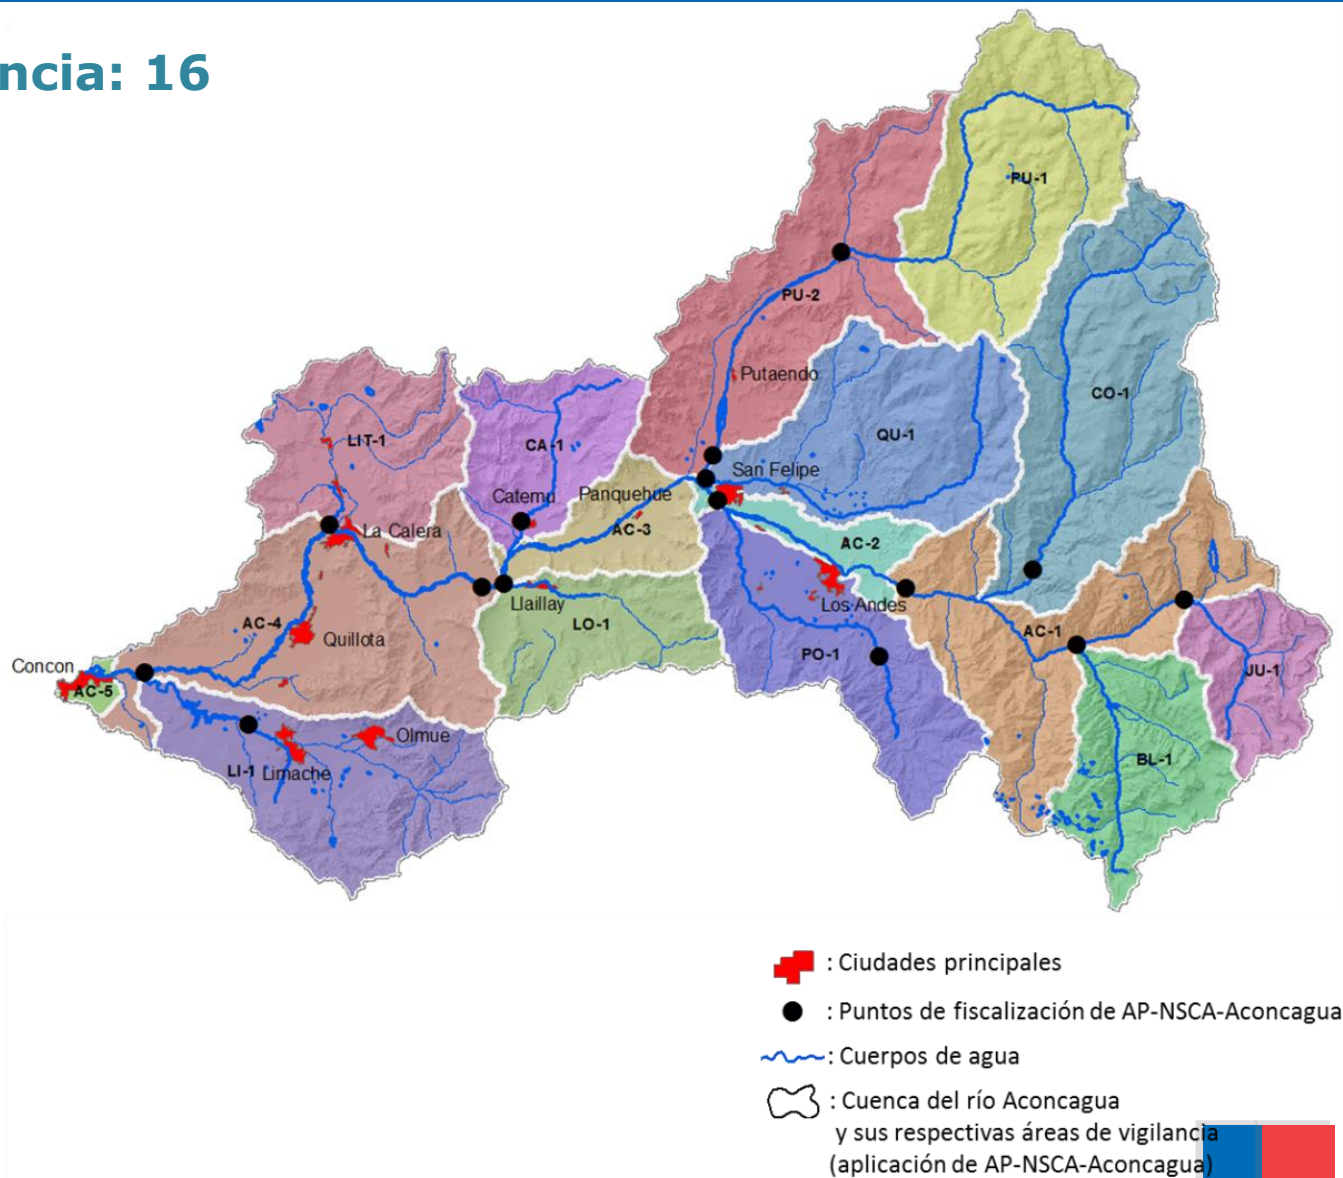 ncia: 16
PU-1
PU-2
Putaendo
CO-1
QU-1
LIT-1
CA-1
San Felipe
Catemu
Panquehue
La Calera
AC-3
AC-2
Llaillay
Los Andes
AC-4
LO-1
Quillota
AC-1
PO-1
Concon
JU-1
AC-5
Olmue
BL-1
LI-1
Limache
: Ciudades principales
: Puntos de fiscalización de AP-NSCA-Aconcagua
: Cuerpos de agua
: Cuenca del río Aconcagua
y sus respectivas áreas de vigilancia
(aplicación de AP-NSCA-Aconcagua)